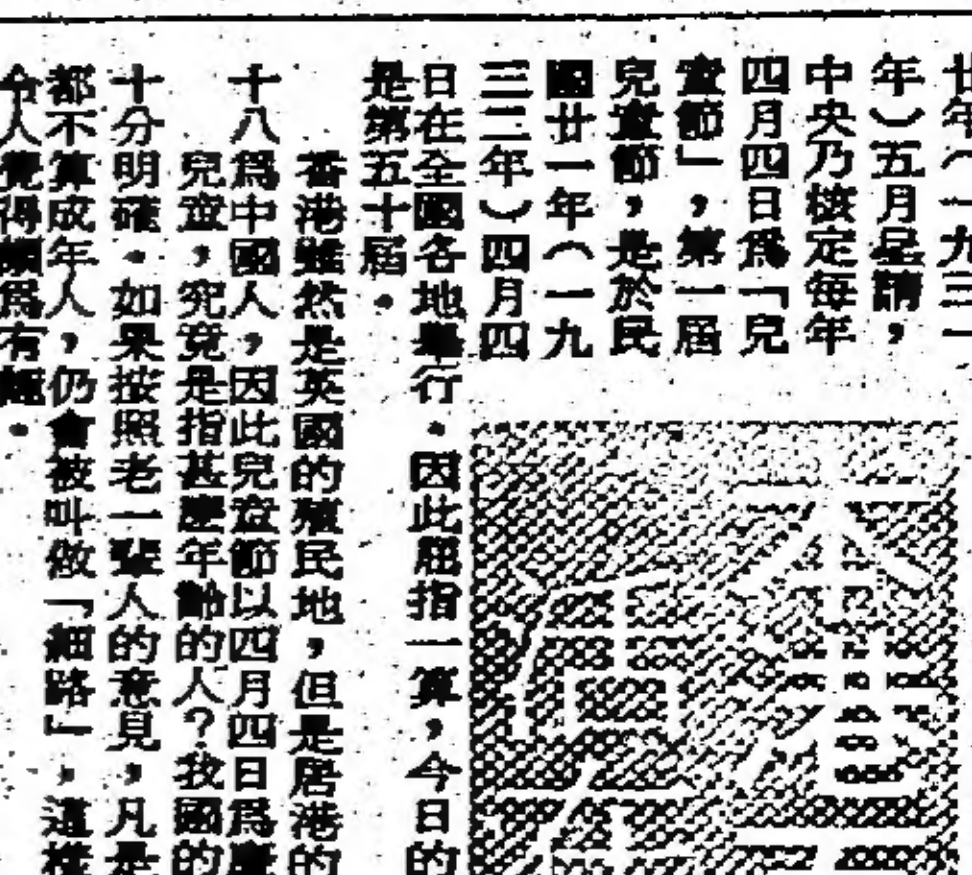 廿年(一九三一
年)五月呈請,
中央乃核定每年
四月四日爲「兒
童節」,第一屆
兒童節,是於民
國廿一年(一九
三二年)四月四
日在全國各地舉行。因此屈指一算,今日的
是第五十屆。
香港雖然是英國的殖民地,但是居港的
十八爲中國人,因此兒童節以四月四日爲慶
兒童,究竟是指甚麼年齡的人?我國的
十分明確。如果按照老一輩人的意見,凡是
都不算成年人,仍會被叫做「細路」,這樣
令人覺得頗爲有趣。